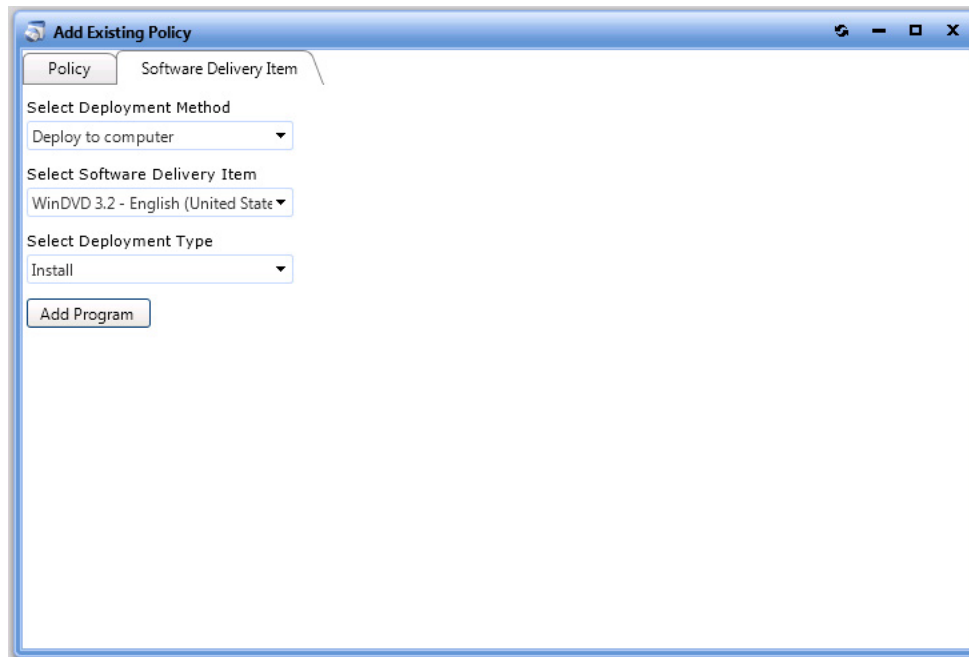 Add Existing Policy
Policy
Software Delivery Item
Select Deployment Method
Deploy to computer
Select Software Delivery Item
WinDVD 3.2 - English (United State
Select Deployment Type
Install
Add Program